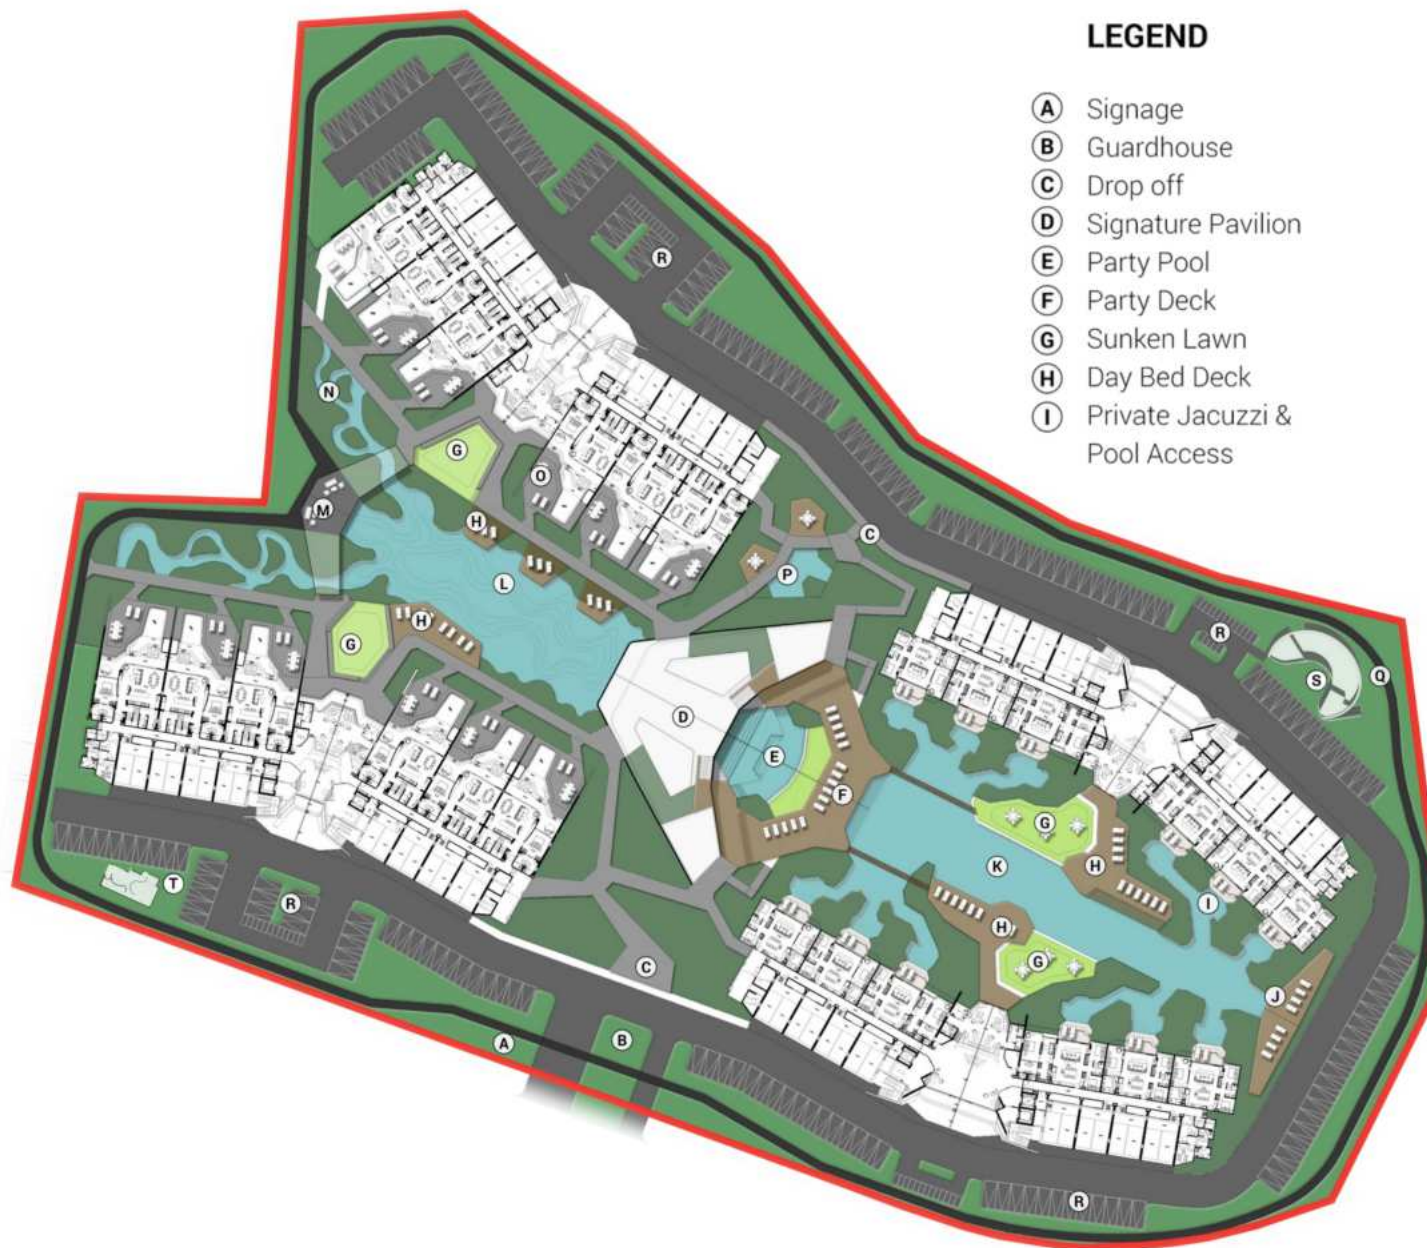 LEGEND
A Signage
B Guardhouse
C Drop off
D Signature Pavilion
E Party Pool
F Party Deck
G Sunken Lawn
H Day Bed Deck
I Private Jacuzzi &
Pool Access
R
N
G
O
M
H
C
L
P
H
G
R
S
Q
D
E
F
G
K
H
T
R
I
H
G
C
J
A
B
R